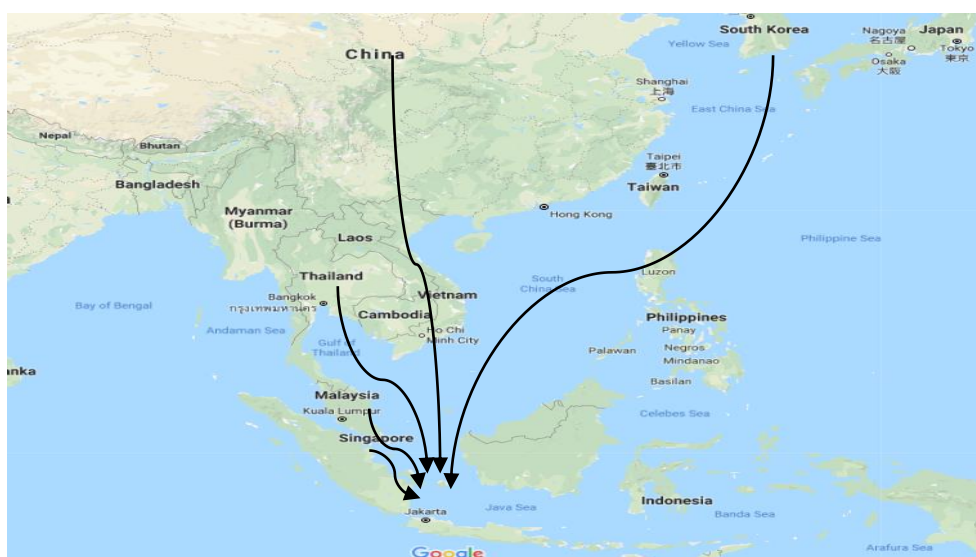 South Korea
Nagoya
名古屋
Japan
Yellow Sea
Tokyo
東京
Osaka
大阪
China
Shanghai
上海
East China Sea
Nepal
Bhutan
Taipei
臺北市
Bangladesh
Taiwan
Myanmar
(Burma)
Hong Kong
Laos
Philippine Sea
Thailand
Luzon
South
China Sea
Bay of Bengal
Bangkok
กรุงเทพมหานคร
Vietnam
Cambodia
Philippines
Andaman Sea
Ho Chi
Minh City
Panay
Gulf of
Thailand
Palawan
Negros
Mindanao
anka
Basilan
Malaysia
Kuala Lumpur
Celebes Sea
Singapore
Indonesia
Jakarta
Java Sea
Banda Sea
Google
Arafura Sea